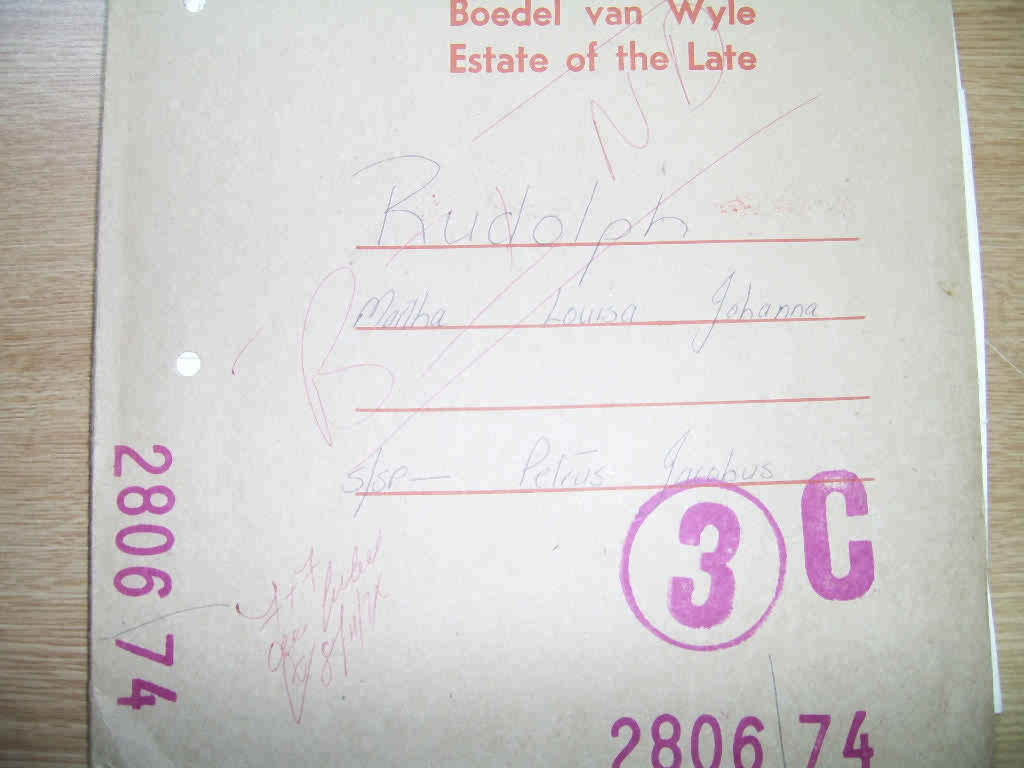 Boedel van Wyle
Estate of the Late
ND
Rudolph
Martha Louisa Johanna
R
s/sp— Petrus Jacobus
3 C
2806 74
2806 74